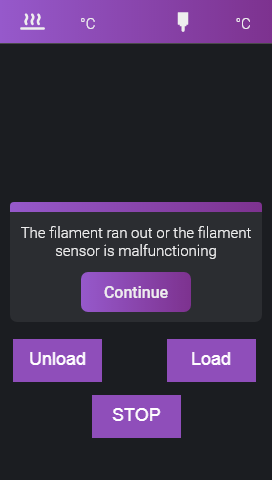 °C °C
The filament ran out or the filament
sensor is malfunctioning
Continue
Unload Load
STOP